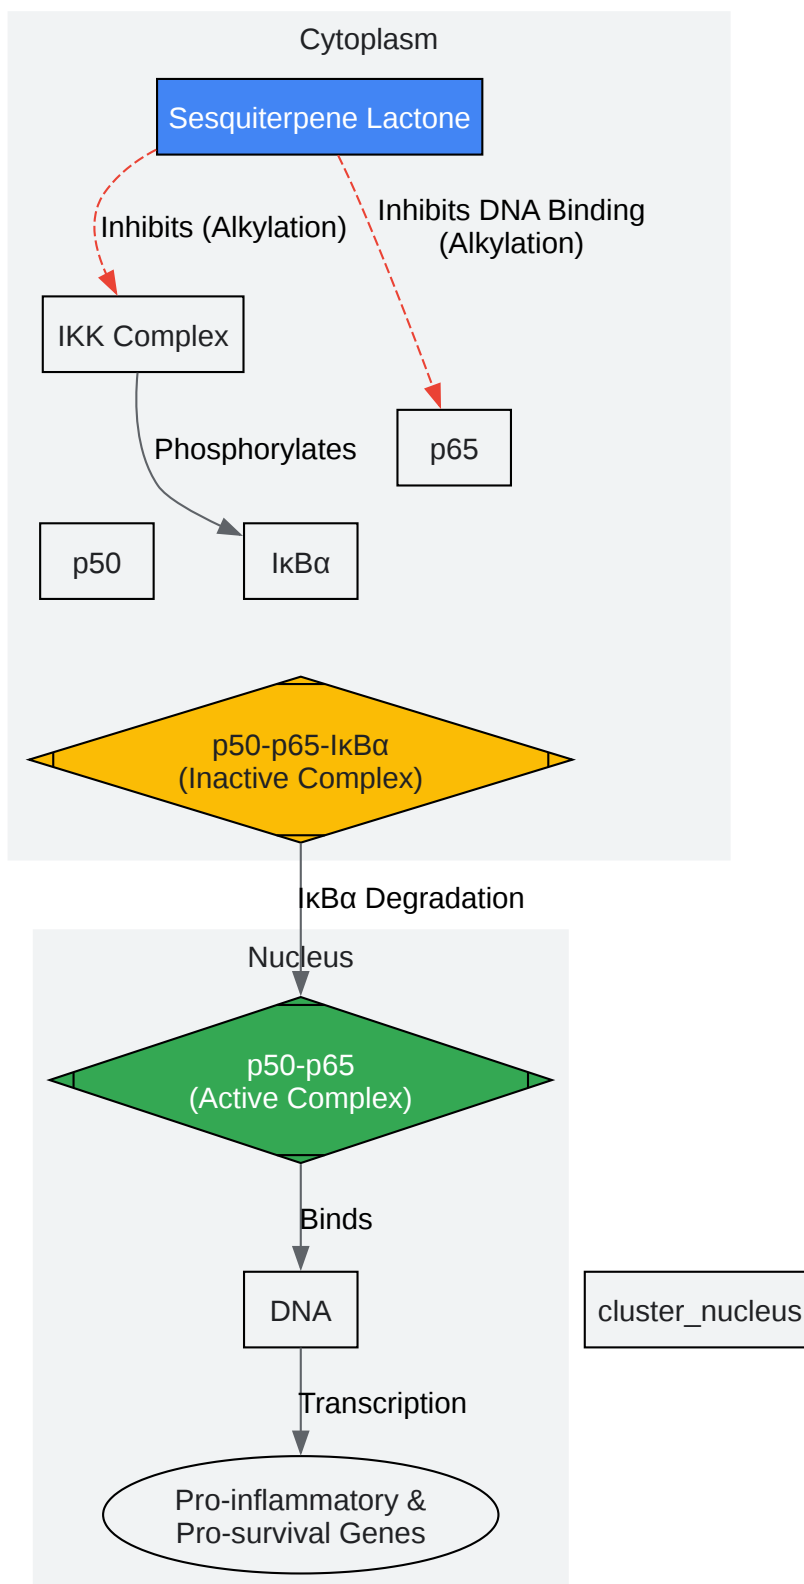 Cytoplasm
Sesquiterpene Lactone
Inhibits (Alkylation)
Inhibits DNA Binding
(Alkylation)
IKK Complex
Phosphorylates
p65
p50
IκBα
p50-p65-IκBα
(Inactive Complex)
IκBα Degradation
Nucleus
p50-p65
(Active Complex)
Binds
DNA
cluster_nucleus
Transcription
Pro-inflammatory &
Pro-survival Genes